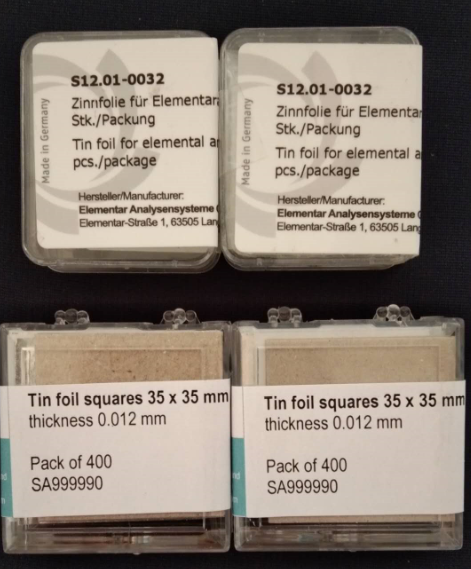 S12.01-0032
Zinnfolie für Elementar
Stk./Packung
Tin foil for elemental a
pcs./package
Hersteller/Manufacturer:
Elementar Analysensysteme
Elementar-Straße 1, 63505 Lan
Made in Germany
S12.01-0032
Zinnfolie für Elementar
Stk./Packung
Tin foil for elemental a
pcs./package
Hersteller/Manufacturer:
Elementar Analysensysteme G
Elementar-Straße 1, 63505 Lang
Made in Germany
Tin foil squares 35 x 35 mm
thickness 0.012 mm
Pack of 400
SA999990
Tin foil squares 35 x 35 mm
thickness 0.012 mm
Pack of 400
SA999990